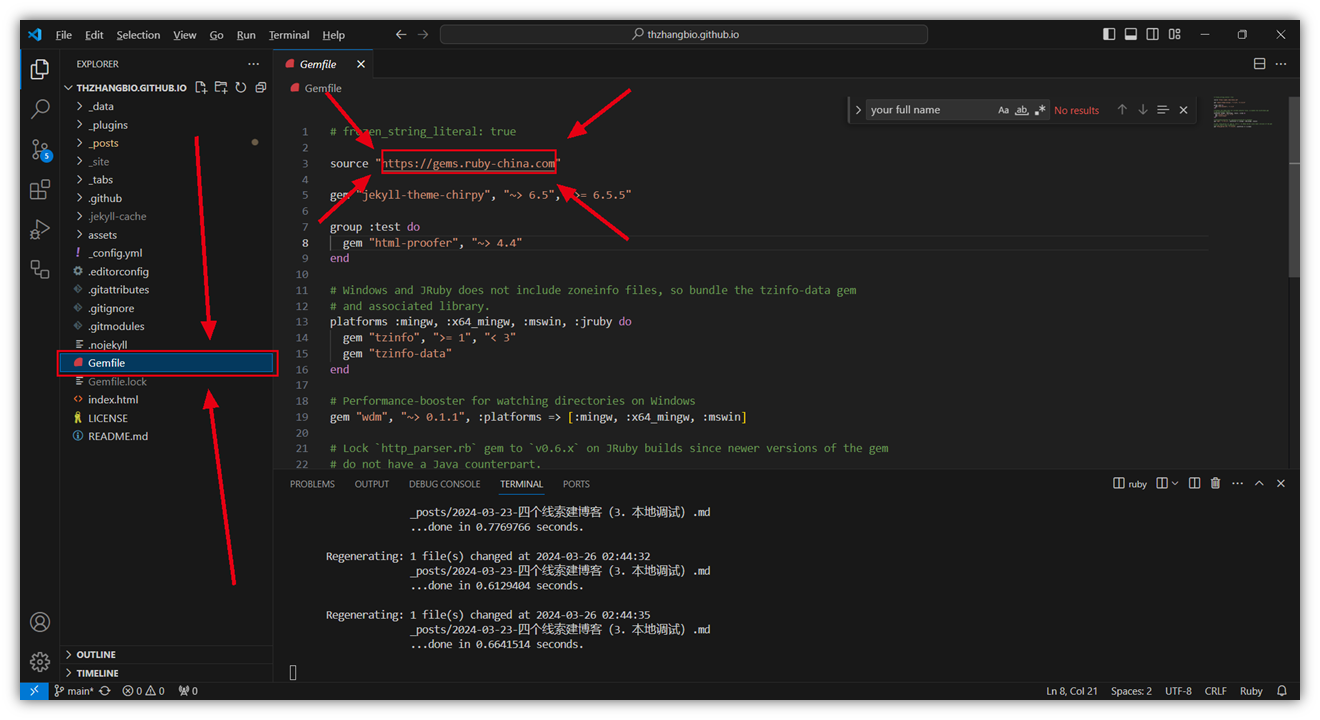 File Edit Selection View Go Run Terminal Help thzhangbio.github.io
EXPLORER
THZHANGBIO.GITHUB.IO
_data
_plugins
_posts
_site
_tabs
.github
.jekyll-cache
assets
_config.yml
.editorconfig
.gitattributes
.gitignore
.gitmodules
.nojekyll
Gemfile
Gemfile.lock
index.html
LICENSE
README.md
OUTLINE
TIMELINE
5
Gemfile
Gemfile
your full name Aa ab No results
1 # frozen_string_literal: true
2
3 source "https://gems.ruby-china.com"
4
5 gem "jekyll-theme-chirpy", "~> 6.5", ">= 6.5.5"
6
7 group :test do
8 gem "html-proofer", "~> 4.4"
9 end
10
11 # Windows and JRuby does not include zoneinfo files, so bundle the tzinfo-data gem
12 # and associated library.
13 platforms :mingw, :x64_mingw, :mswin, :jruby do
14 gem "tzinfo", ">= 1", "< 3"
15 gem "tzinfo-data"
16 end
17
18 # Performance-booster for watching directories on Windows
19 gem "wdm", "~> 0.1.1", :platforms => [:mingw, :x64_mingw, :mswin]
20
21 # Lock `http_parser.rb` gem to `v0.6.x` on JRuby builds since newer versions of the gem
22 # do not have a Java counterpart.
PROBLEMS OUTPUT DEBUG CONSOLE TERMINAL PORTS ruby
_posts/2024-03-23-四个线索建博客（3．本地调试）.md
...done in 0.7769766 seconds.
Regenerating: 1 file(s) changed at 2024-03-26 02:44:32
_posts/2024-03-23-四个线索建博客（3．本地调试）.md
...done in 0.6129404 seconds.
Regenerating: 1 file(s) changed at 2024-03-26 02:44:35
_posts/2024-03-23-四个线索建博客（3．本地调试）.md
...done in 0.6641514 seconds.
main* 0 0 0 Ln 8, Col 21 Spaces: 2 UTF-8 CRLF Ruby